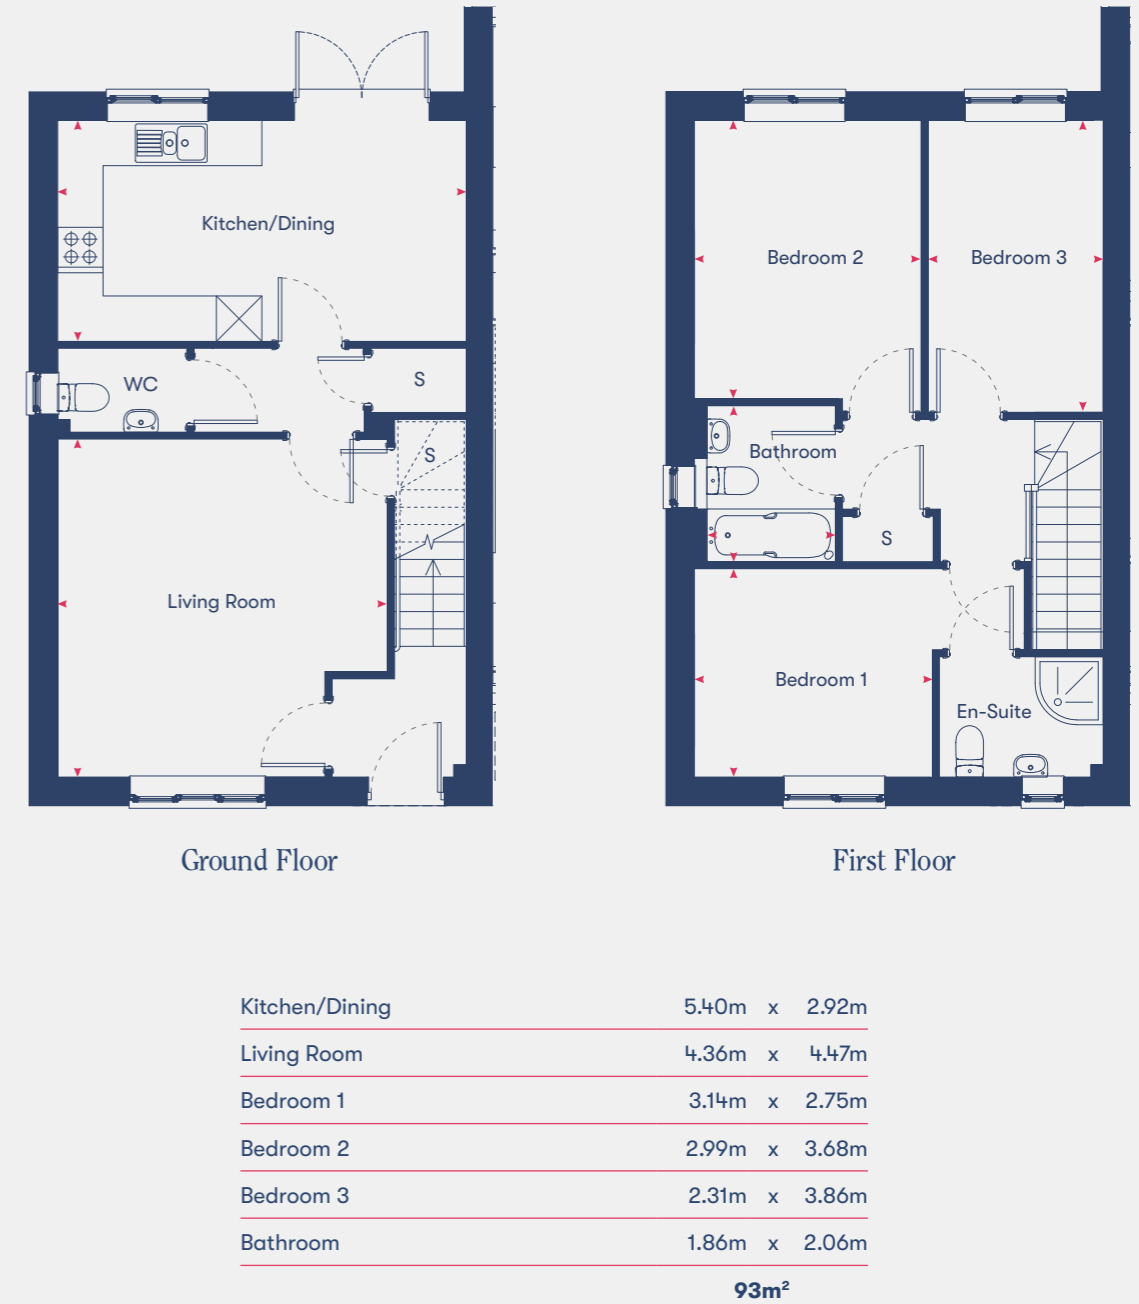 Kitchen/Dining
WC
S
S
Living Room
Ground Floor
Bedroom 2
Bedroom 3
Bathroom
S
Bedroom 1
En-Suite
First Floor
Kitchen/Dining 5.40m x 2.92m
Living Room 4.36m x 4.47m
Bedroom 1 3.14m x 2.75m
Bedroom 2 2.99m x 3.68m
Bedroom 3 2.31m x 3.86m
Bathroom 1.86m x 2.06m
93m²